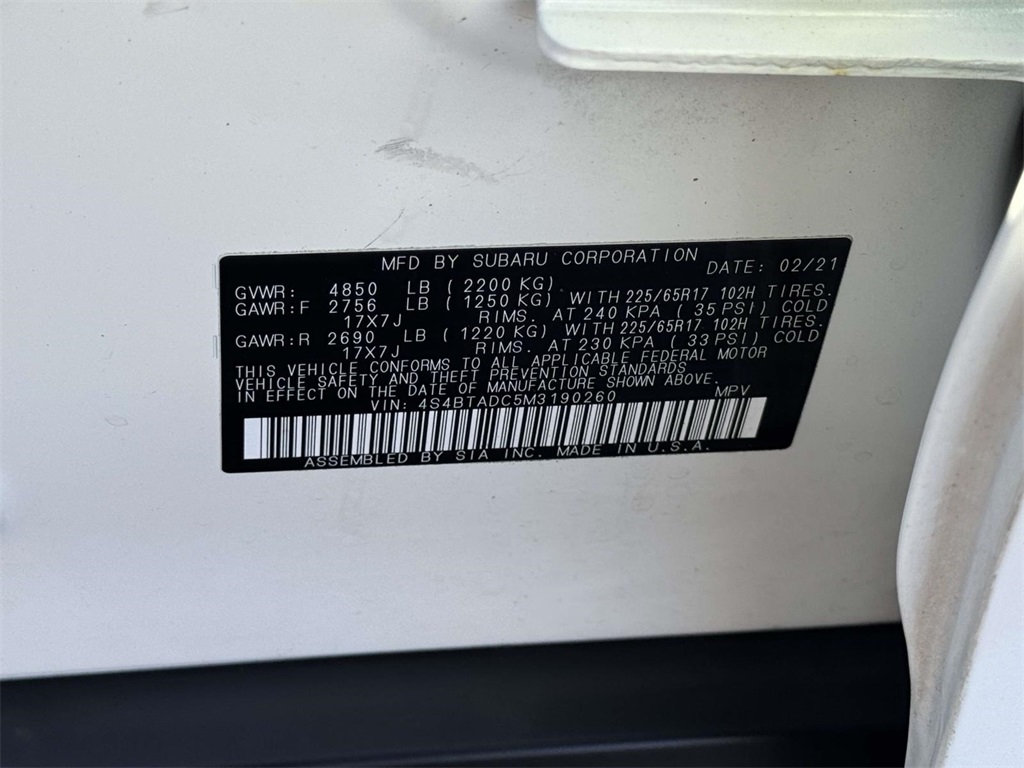 MFD BY SUBARU CORPORATION DATE: 02/21
GVWR: 4850 LB (2200 KG)
GAWR:F 2756 LB (1250 KG) WITH 225/65R17 102H TIRES.
17X7J RIMS. AT 240 KPA (35 PSI) COLD
GAWR:R 2690 LB (1220 KG) WITH 225/65R17 102H TIRES.
17X7J RIMS. AT 230 KPA (33 PSI) COLD
THIS VEHICLE CONFORMS TO ALL APPLICABLE FEDERAL MOTOR
VEHICLE SAFETY AND THEFT PREVENTION STANDARDS
IN EFFECT ON THE DATE OF MANUFACTURE SHOWN ABOVE.
VIN: 4S4BTADC5M3190260 MPV
ASSEMBLED BY SIA INC. MADE IN U.S.A.